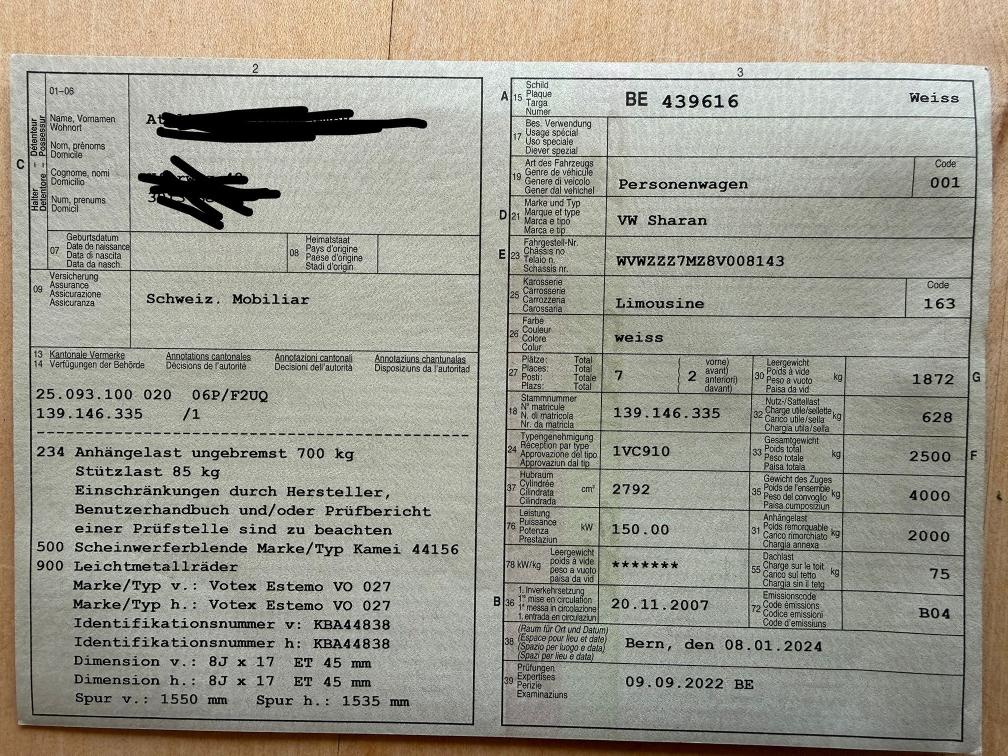 2
01–06
Name, Vornamen
Wohnort
Nom, prénoms
Domicile
Cognome, nomi
Domicilio
Num, prenums
Domicil
C
Halter – Détenteur
Detentore – Possessur
07
Geburtsdatum
Date de naissance
Data di nascita
Data da nasch.
08
Heimatstaat
Pays d'origine
Paese d'origine
Stadi d'origin
09
Versicherung
Assurance
Assicurazione
Assicuranza
Schweiz. Mobiliar
13 Kantonale Vermerke Annotations cantonales Annotazioni cantonali Annotaziuns chantunalas
14 Verfügungen der Behörde Décisions de l'autorité Decisioni dell'autorità Disposiziuns da l'autoritad
25.093.100 020 06P/F2UQ
139.146.335 /1
234 Anhängelast ungebremst 700 kg
Stützlast 85 kg
Einschränkungen durch Hersteller,
Benutzerhandbuch und/oder Prüfbericht
einer Prüfstelle sind zu beachten
500 Scheinwerferblende Marke/Typ Kamei 44156
900 Leichtmetallräder
Marke/Typ v.: Votex Estemo VO 027
Marke/Typ h.: Votex Estemo VO 027
Identifikationsnummer v: KBA44838
Identifikationsnummer h: KBA44838
Dimension v.: 8J x 17 ET 45 mm
Dimension h.: 8J x 17 ET 45 mm
Spur v.: 1550 mm Spur h.: 1535 mm
3
A 15
Schild
Plaque
Targa
Numer
BE 439616 Weiss
17
Bes. Verwendung
Usage spécial
Uso speciale
Diever spezial
19
Art des Fahrzeugs
Genre de véhicule
Genere di veicolo
Gener dal vehichel
Personenwagen
Code
001
D 21
Marke und Typ
Marque et type
Marca e tipo
Marca e tip
VW Sharan
E 23
Fahrgestell-Nr.
Châssis no
Telaio n.
Schassis nr.
WVWZZZ7MZ8V008143
25
Karosserie
Carrosserie
Carrozzeria
Carossaria
Limousine
Code
163
26
Farbe
Couleur
Colore
Colur
weiss
27
Plätze: Total
Places: Total
Posti: Totale
Plazs: Total
7
2
vorne)
avant)
anteriori)
davant)
30
Leergewicht
Poids à vide
Peso a vuoto
Paisa da vid
kg
1872
G
18
Stammnummer
N° matricule
N. di matricola
Nr. da matricla
139.146.335
32
Nutz-/Sattellast
Charge utile/sellette
Carico utile/sella
Chargia utila/sella
kg
628
24
Typengenehmigung
Réception par type
Approvazione del tipo
Approvaziun dal tip
1VC910
33
Gesamtgewicht
Poids total
Peso totale
Paisa totala
kg
2500
F
37
Hubraum
Cylindrée
Cilindrata
Cilindrada
cm³
2792
35
Gewicht des Zuges
Poids de l'ensemble
Peso del convoglio
Paisa cumposiziun
kg
4000
76
Leistung
Puissance
Potenza
Prestaziun
kW
150.00
31
Anhängelast
Poids remorquable
Carico rimorchiato
Chargia annexa
kg
2000
78 kW/kg
Leergewicht
poids à vide
peso a vuoto
paisa da vid
*******
55
Dachlast
Charge sur le toit
Carico sul tetto
Chargia sin il tetg
kg
75
B 36
1. Inverkehrsetzung
1re mise en circulation
1a messa in circolazione
1. entrada en circulaziun
20.11.2007
72
Emissionscode
Code émissions
Codice emissioni
Code d'emissiuns
B04
38
(Raum für Ort und Datum)
(Espace pour lieu et date)
(Spazio per luogo e data)
(Spazi per lieu e data)
Bern, den 08.01.2024
39
Prüfungen
Expertises
Perizie
Examinaziuns
09.09.2022 BE